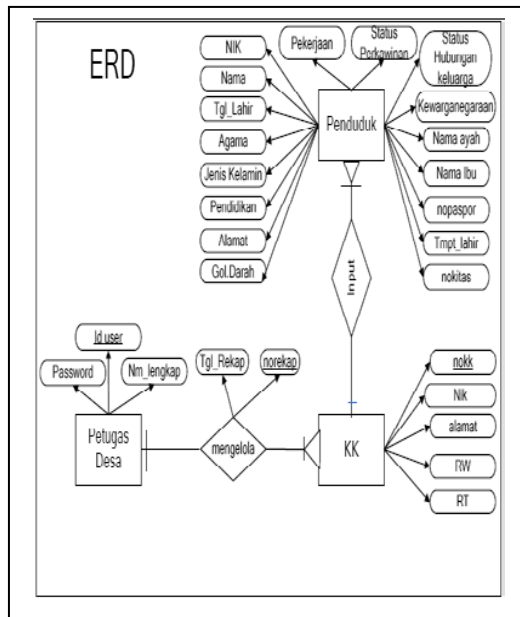 ERD
NIK
Nama
Tgl_Lahir
Agama
Jenis Kelamin
Pendidikan
Alamat
Gol.Darah
Pekerjaan
Status
Perkawinan
Status
Hubungan
keluarga
Kewarganegaraan
Nama ayah
Nama Ibu
nopaspor
Tmpt_lahir
nokitas
Penduduk
Input
Id user
Password
Nm_lengkap
Petugas
Desa
Tgl_Rekap
norekap
mengelola
KK
nokk
Nik
alamat
RW
RT